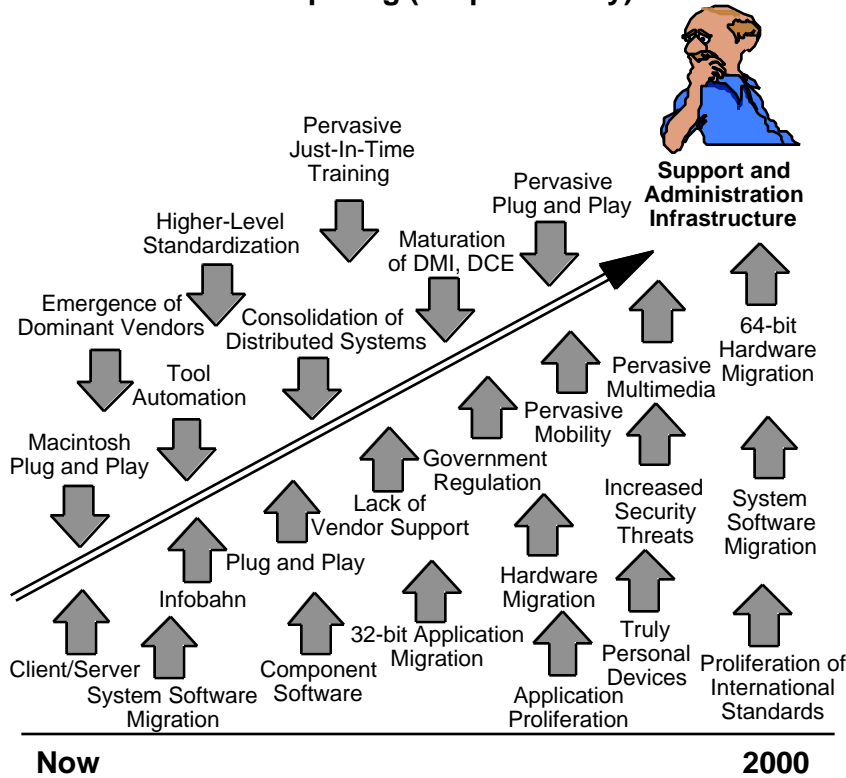 Pervasive
Just-In-Time
Training
Pervasive
Plug and Play
Support and
Administration
Infrastructure
Higher-Level
Standardization
Maturation
of DMI, DCE
Emergence of
Dominant Vendors
Consolidation of
Distributed Systems
64-bit
Hardware
Migration
Tool
Automation
Pervasive
Multimedia
Pervasive
Mobility
Macintosh
Plug and Play
Government
Regulation
Lack of
Vendor Support
Increased
Security
Threats
System
Software
Migration
Plug and Play
Infobahn
Hardware
Migration
32-bit Application
Migration
Truly
Personal
Devices
Client/Server
System Software
Migration
Component
Software
Application
Proliferation
Proliferation of
International
Standards
Now
2000